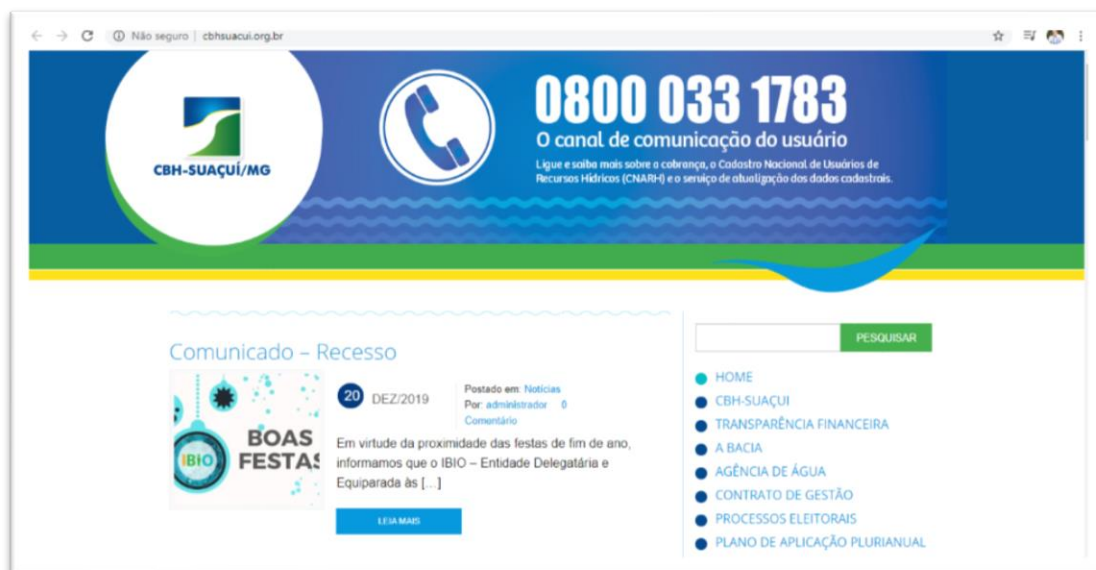 Não seguro | cbhsuacui.org.br
CBH-SUAÇUÍ/MG
0800 033 1783
O canal de comunicação do usuário
Ligue e saiba mais sobre a cobrança, o Cadastro Nacional de Usuários de
Recursos Hídricos (CNARH) e o serviço de atualização dos dados cadastrais.
Comunicado – Recesso
BOAS
FESTAS
IBIO
20 DEZ/2019
Postado em: Notícias
Por: administrador 0
Comentário
Em virtude da proximidade das festas de fim de ano,
informamos que o IBIO – Entidade Delegatária e
Equiparada às [...]
LEIA MAIS
PESQUISAR
HOME
CBH-SUAÇUI
TRANSPARÊNCIA FINANCEIRA
A BACIA
AGÊNCIA DE ÁGUA
CONTRATO DE GESTÃO
PROCESSOS ELEITORAIS
PLANO DE APLICAÇÃO PLURIANUAL